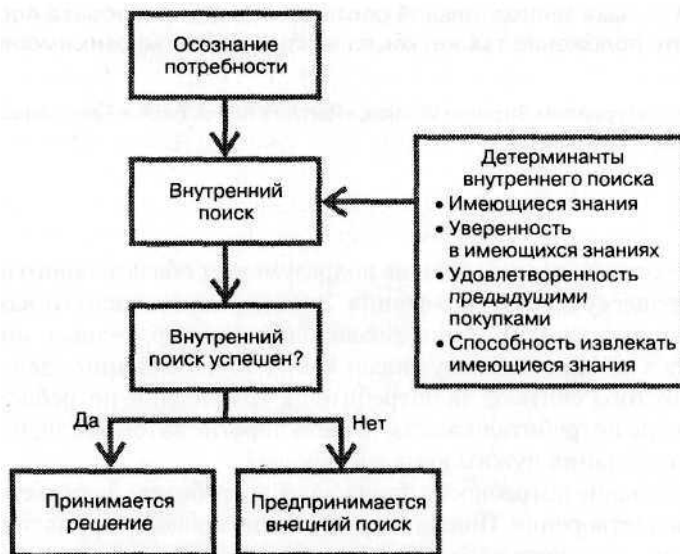 Осознание
потребности
Внутренний
поиск
Детерминанты
внутреннего поиска
• Имеющиеся знания
• Уверенность
в имеющихся знаниях
• Удовлетворенность
предыдущими
покупками
• Способность извлекать
имеющиеся знания
Внутренний
поиск успешен?
Да
Нет
Принимается
решение
Предпринимается
внешний поиск